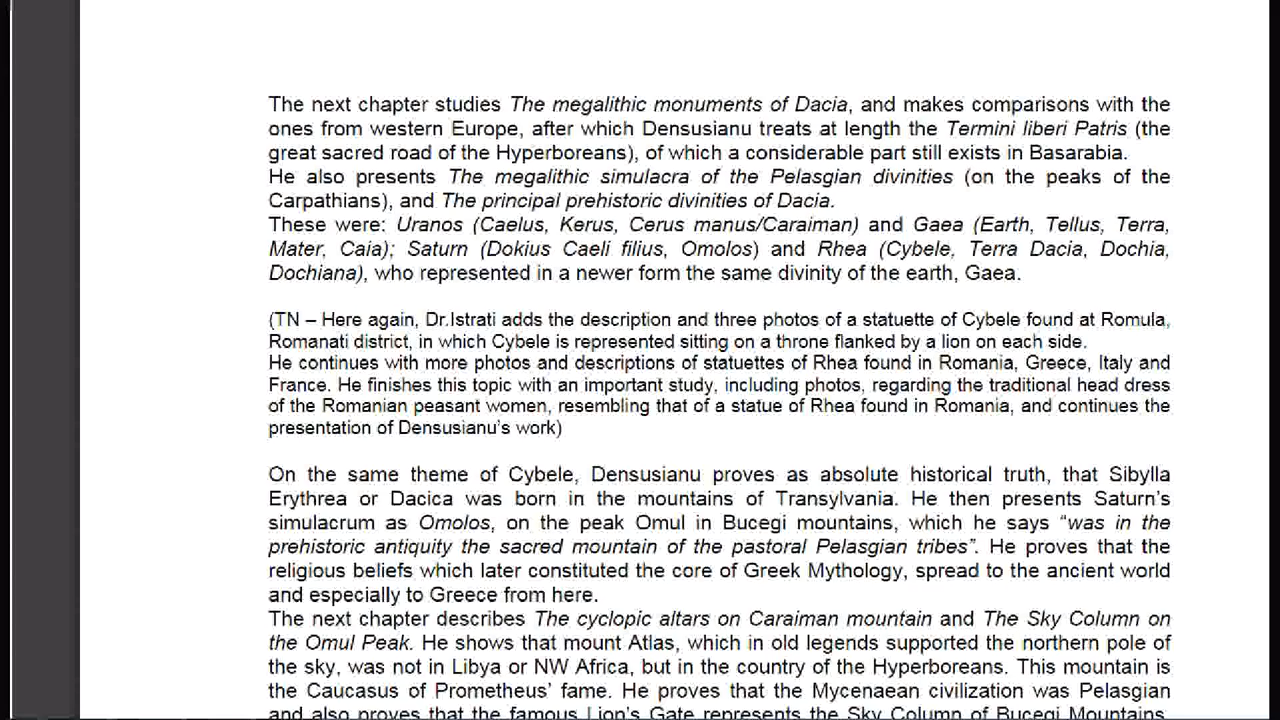 The next chapter studies The megalithic monuments of Dacia, and makes comparisons with the
ones from western Europe, after which Densusianu treats at length the Termini liberi Patris (the
great sacred road of the Hyperboreans), of which a considerable part still exists in Basarabia.
He also presents The megalithic simulacra of the Pelasgian divinities (on the peaks of the
Carpathians), and The principal prehistoric divinities of Dacia.
These were: Uranos (Caelus, Kerus, Cerus manus/Caraiman) and Gaea (Earth, Tellus, Terra,
Mater, Caia); Saturn (Dokius Caeli filius, Omolos) and Rhea (Cybele, Terra Dacia, Dochia,
Dochiana), who represented in a newer form the same divinity of the earth, Gaea.
(TN – Here again, Dr.Istrati adds the description and three photos of a statuette of Cybele found at Romula,
Romanati district, in which Cybele is represented sitting on a throne flanked by a lion on each side.
He continues with more photos and descriptions of statuettes of Rhea found in Romania, Greece, Italy and
France. He finishes this topic with an important study, including photos, regarding the traditional head dress
of the Romanian peasant women, resembling that of a statue of Rhea found in Romania, and continues the
presentation of Densusianu's work)
On the same theme of Cybele, Densusianu proves as absolute historical truth, that Sibylla
Erythrea or Dacica was born in the mountains of Transylvania. He then presents Saturn's
simulacrum as Omolos, on the peak Omul in Bucegi mountains, which he says “was in the
prehistoric antiquity the sacred mountain of the pastoral Pelasgian tribes”. He proves that the
religious beliefs which later constituted the core of Greek Mythology, spread to the ancient world
and especially to Greece from here.
The next chapter describes The cyclopic altars on Caraiman mountain and The Sky Column on
the Omul Peak. He shows that mount Atlas, which in old legends supported the northern pole of
the sky, was not in Libya or NW Africa, but in the country of the Hyperboreans. This mountain is
the Caucasus of Prometheus' fame. He proves that the Mycenaean civilization was Pelasgian
and also proves that the famous Lion's Gate represents the Sky Column of Bucegi Mountains.